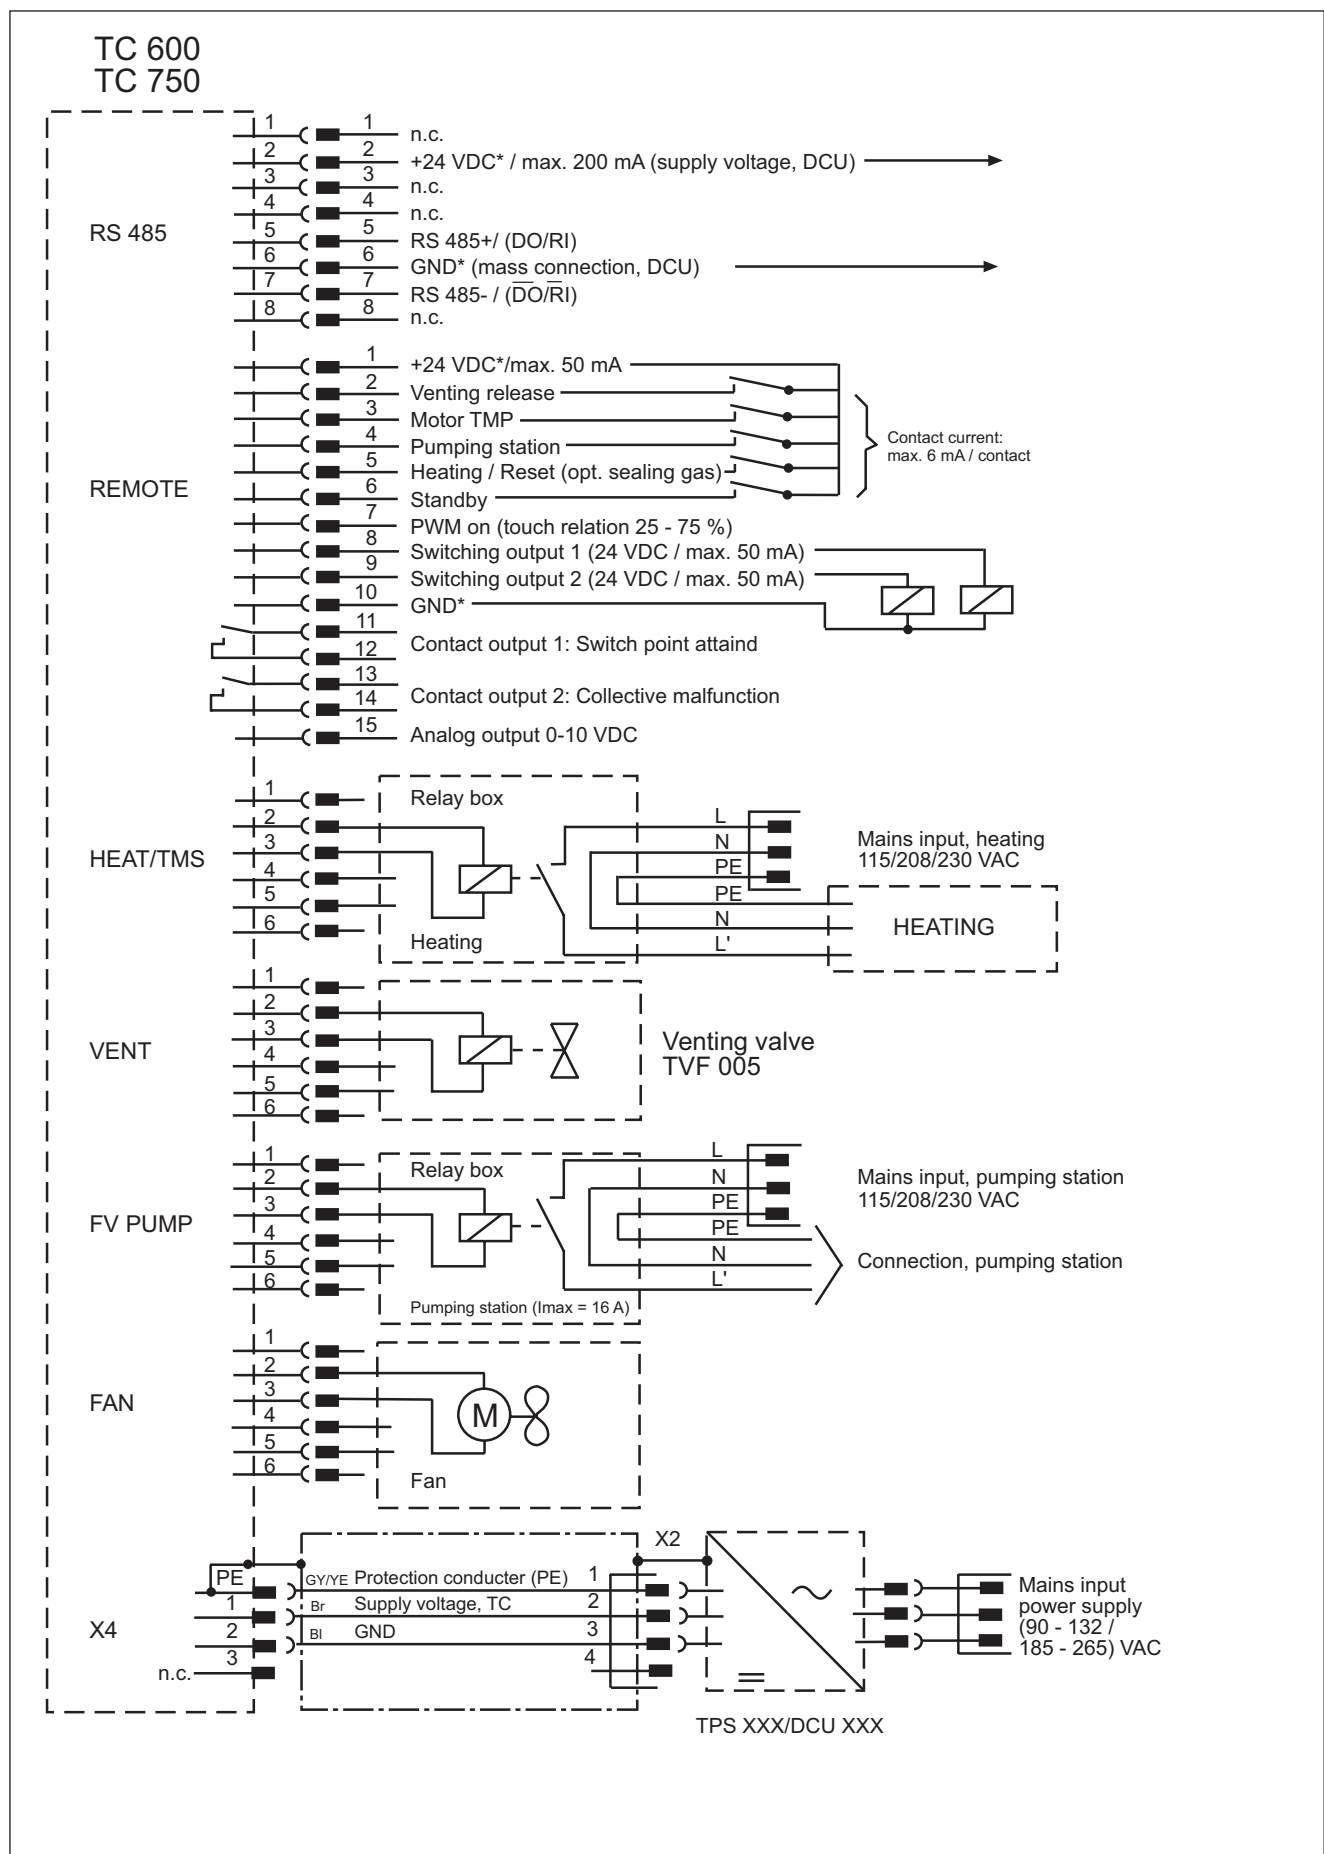 TC 600
TC 750
RS 485
1 1 n.c.
2 2 +24 VDC* / max. 200 mA (supply voltage, DCU)
3 3 n.c.
4 4 n.c.
5 5 RS 485+/ (DO/RI)
6 6 GND* (mass connection, DCU)
7 7 RS 485- / (D̅O̅/R̅I)
8 8 n.c.
REMOTE
1 +24 VDC*/max. 50 mA
2 Venting release
3 Motor TMP
4 Pumping station
5 Heating / Reset (opt. sealing gas)
6 Standby
7 PWM on (touch relation 25 - 75 %)
8 Switching output 1 (24 VDC / max. 50 mA)
9 Switching output 2 (24 VDC / max. 50 mA)
10 GND*
11
Contact output 1: Switch point attaind
12
13
Contact output 2: Collective malfunction
14
15 Analog output 0-10 VDC
Contact current:
max. 6 mA / contact
HEAT/TMS
1
2
3
4
5
6
Relay box
Heating
L
N
PE
PE
N
L'
Mains input, heating
115/208/230 VAC
HEATING
VENT
1
2
3
4
5
6
Venting valve
TVF 005
FV PUMP
1
2
3
4
5
6
Relay box
Pumping station (Imax = 16 A)
L
N
PE
PE
N
L'
Mains input, pumping station
115/208/230 VAC
Connection, pumping station
FAN
1
2
3
4
5
6
M
Fan
X4
PE GY/YE Protection conducter (PE) 1
1 Br Supply voltage, TC 2
2 Bl GND 3
n.c. 3 4
X2
TPS XXX/DCU XXX
Mains input
power supply
(90 - 132 /
185 - 265) VAC